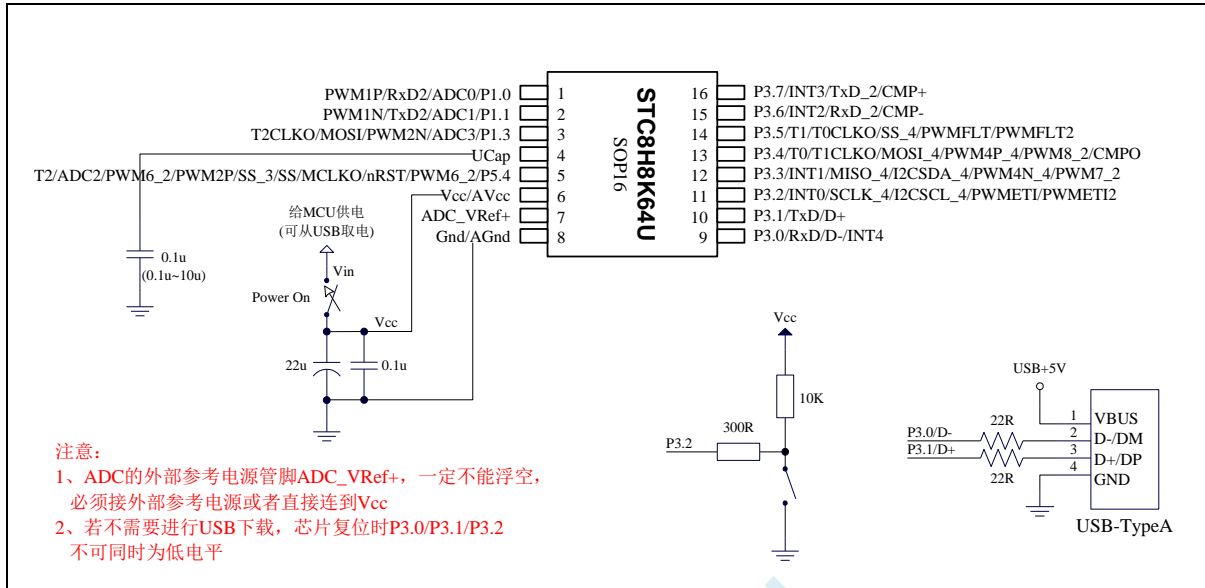 STC8H8K64U
SOP16
PWM1P/RxD2/ADC0/P1.0 1
PWM1N/TxD2/ADC1/P1.1 2
T2CLKO/MOSI/PWM2N/ADC3/P1.3 3
UCap 4
T2/ADC2/PWM6_2/PWM2P/SS_3/SS/MCLKO/nRST/PWM6_2/P5.4 5
Vcc/AVcc 6
ADC_VRef+ 7
Gnd/AGnd 8
16 P3.7/INT3/TxD_2/CMP+
15 P3.6/INT2/RxD_2/CMP-
14 P3.5/T1/T0CLKO/SS_4/PWMFLT/PWMFLT2
13 P3.4/T0/T1CLKO/MOSI_4/PWM4P_4/PWM8_2/CMPO
12 P3.3/INT1/MISO_4/I2CSDA_4/PWM4N_4/PWM7_2
11 P3.2/INT0/SCLK_4/I2CSCL_4/PWMETI/PWMETI2
10 P3.1/TxD/D+
9 P3.0/RxD/D-/INT4
给MCU供电
(可从USB取电)
0.1u
(0.1u~10u)
Vin
Power On
Vcc
22u
0.1u
Vcc
10K
300R
P3.2
USB+5V
22R
P3.0/D-
P3.1/D+
22R
1 VBUS
2 D-/DM
3 D+/DP
4 GND
USB-TypeA
注意：
1、ADC的外部参考电源管脚ADC_VRef+，一定不能浮空，
必须接外部参考电源或者直接连到Vcc
2、若不需要进行USB下载，芯片复位时P3.0/P3.1/P3.2
不可同时为低电平